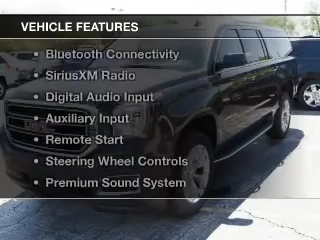 VEHICLE FEATURES
• Bluetooth Connectivity
• SiriusXM Radio
• Digital Audio Input
• Auxiliary Input
• Remote Start
• Steering Wheel Controls
• Premium Sound System
GMC